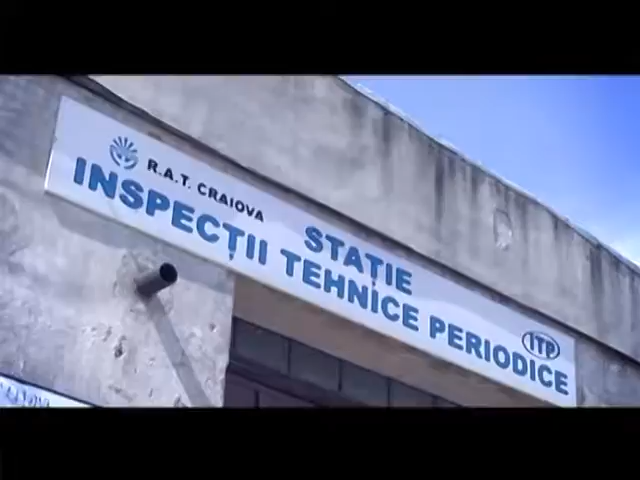 R.A.T. CRAIOVA
STAȚIE
INSPECȚII TEHNICE PERIODICE
ITP